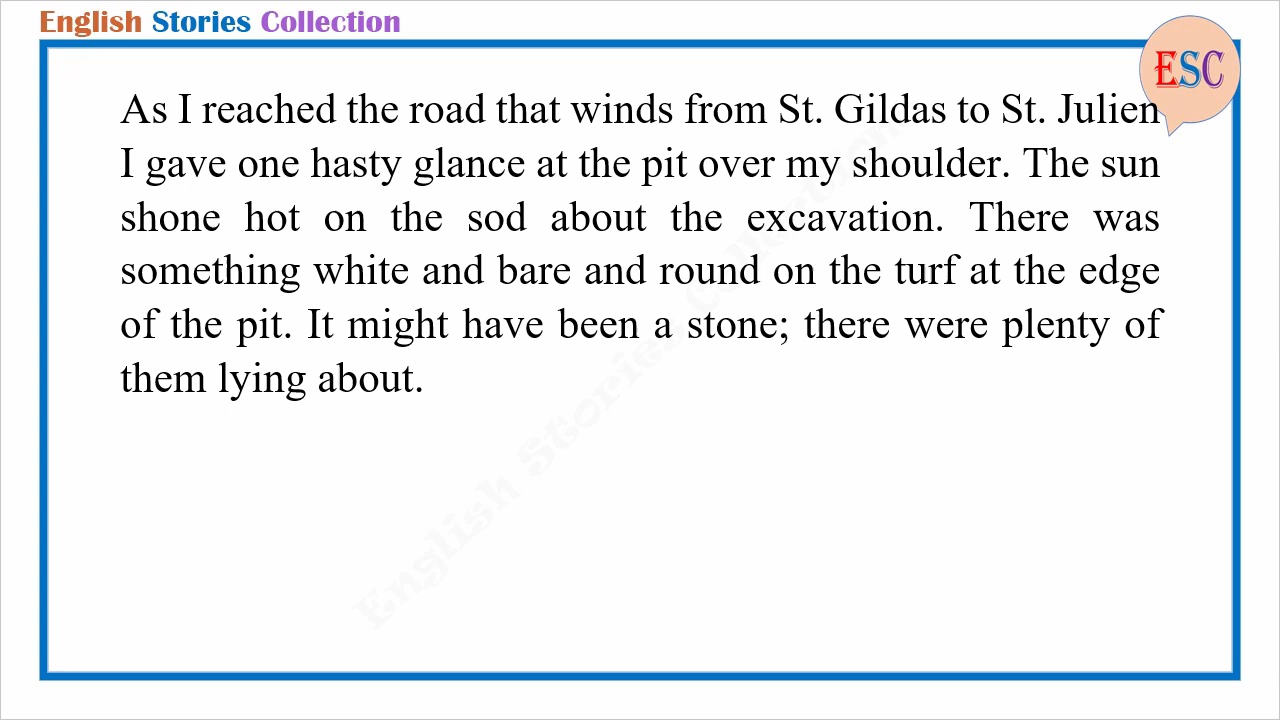 English Stories Collection
ESC
As I reached the road that winds from St. Gildas to St. Julien
I gave one hasty glance at the pit over my shoulder. The sun
shone hot on the sod about the excavation. There was
something white and bare and round on the turf at the edge
of the pit. It might have been a stone; there were plenty of
them lying about.
English Stories Collection